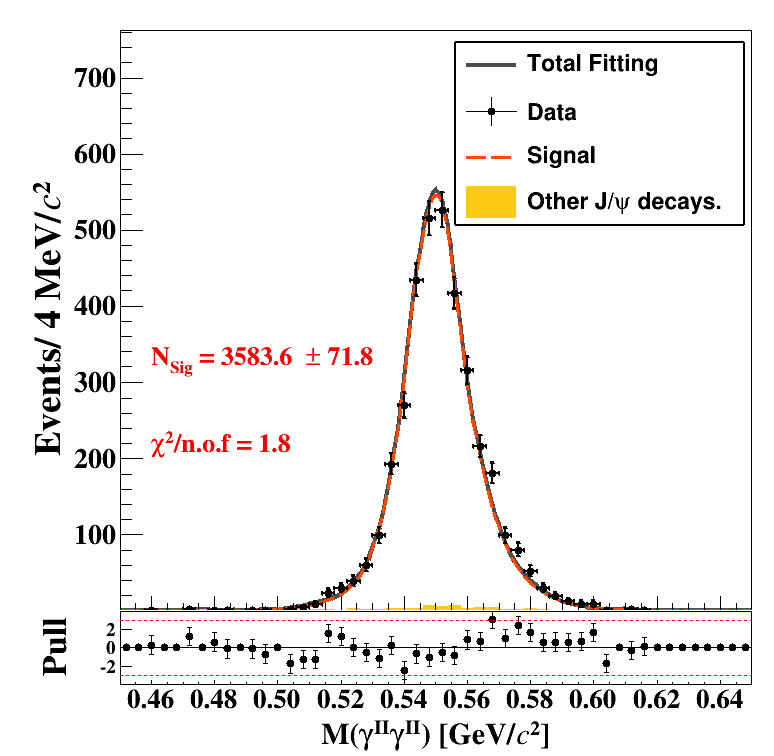 Total Fitting
Data
Signal
Other J/ψ decays.
Events/ 4 MeV/c²
700
600
500
400
300
200
100
N_Sig = 3583.6 ± 71.8
χ²/n.o.f = 1.8
Pull
2
0
-2
0.46 0.48 0.50 0.52 0.54 0.56 0.58 0.60 0.62 0.64
M(γᴵᴵγᴵᴵ) [GeV/c²]